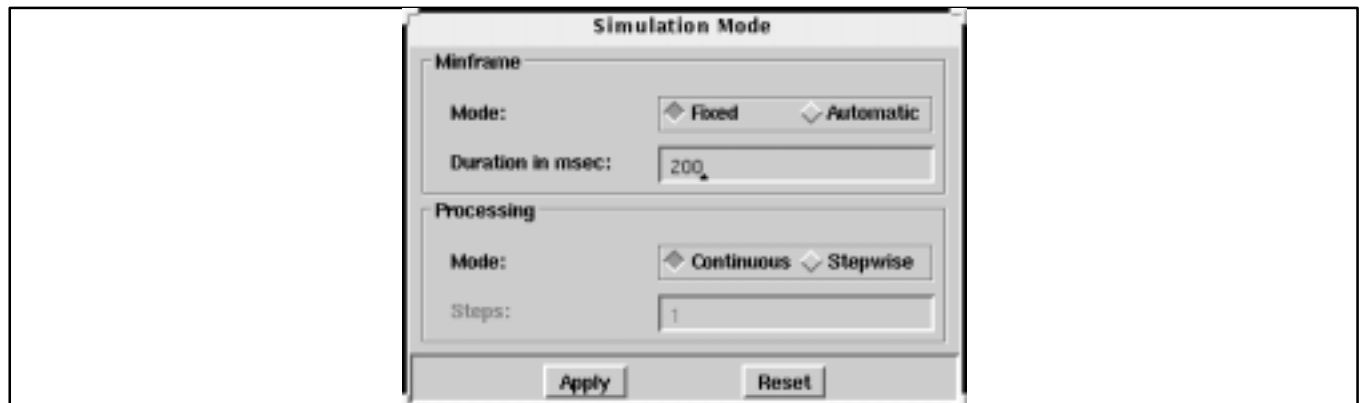 Simulation Mode
Minframe
Mode: Fixed Automatic
Duration in msec: 200
Processing
Mode: Continuous Stepwise
Steps: 1
Apply Reset